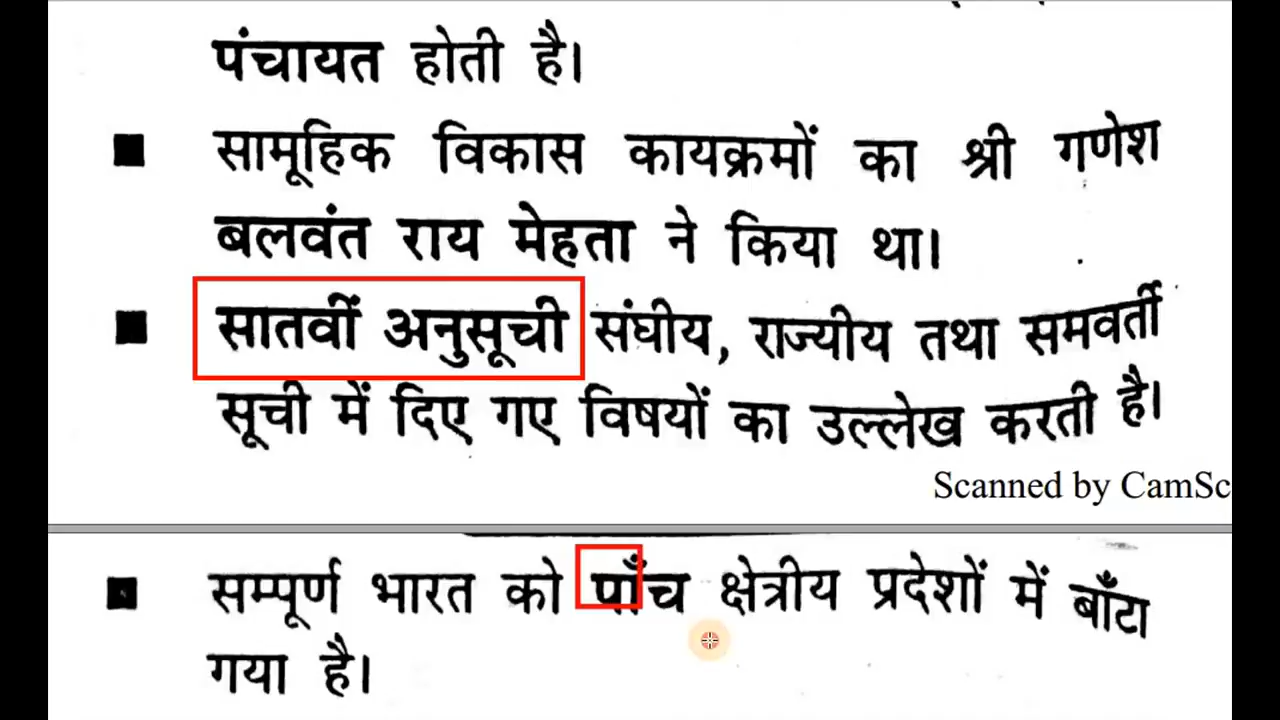 पंचायत होती है।
■ सामूहिक विकास कायक्रमों का श्री गणेश
बलवंत राय मेहता ने किया था।
■ सातवीं अनुसूची संघीय, राज्यीय तथा समवर्ती
सूची में दिए गए विषयों का उल्लेख करती है।
Scanned by CamSc
■ सम्पूर्ण भारत को पाँच क्षेत्रीय प्रदेशों में बाँटा
गया है।